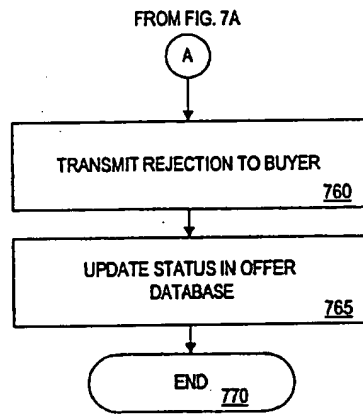 FROM FIG. 7A
A
TRANSMIT REJECTION TO BUYER
760
UPDATE STATUS IN OFFER
DATABASE
765
END
770